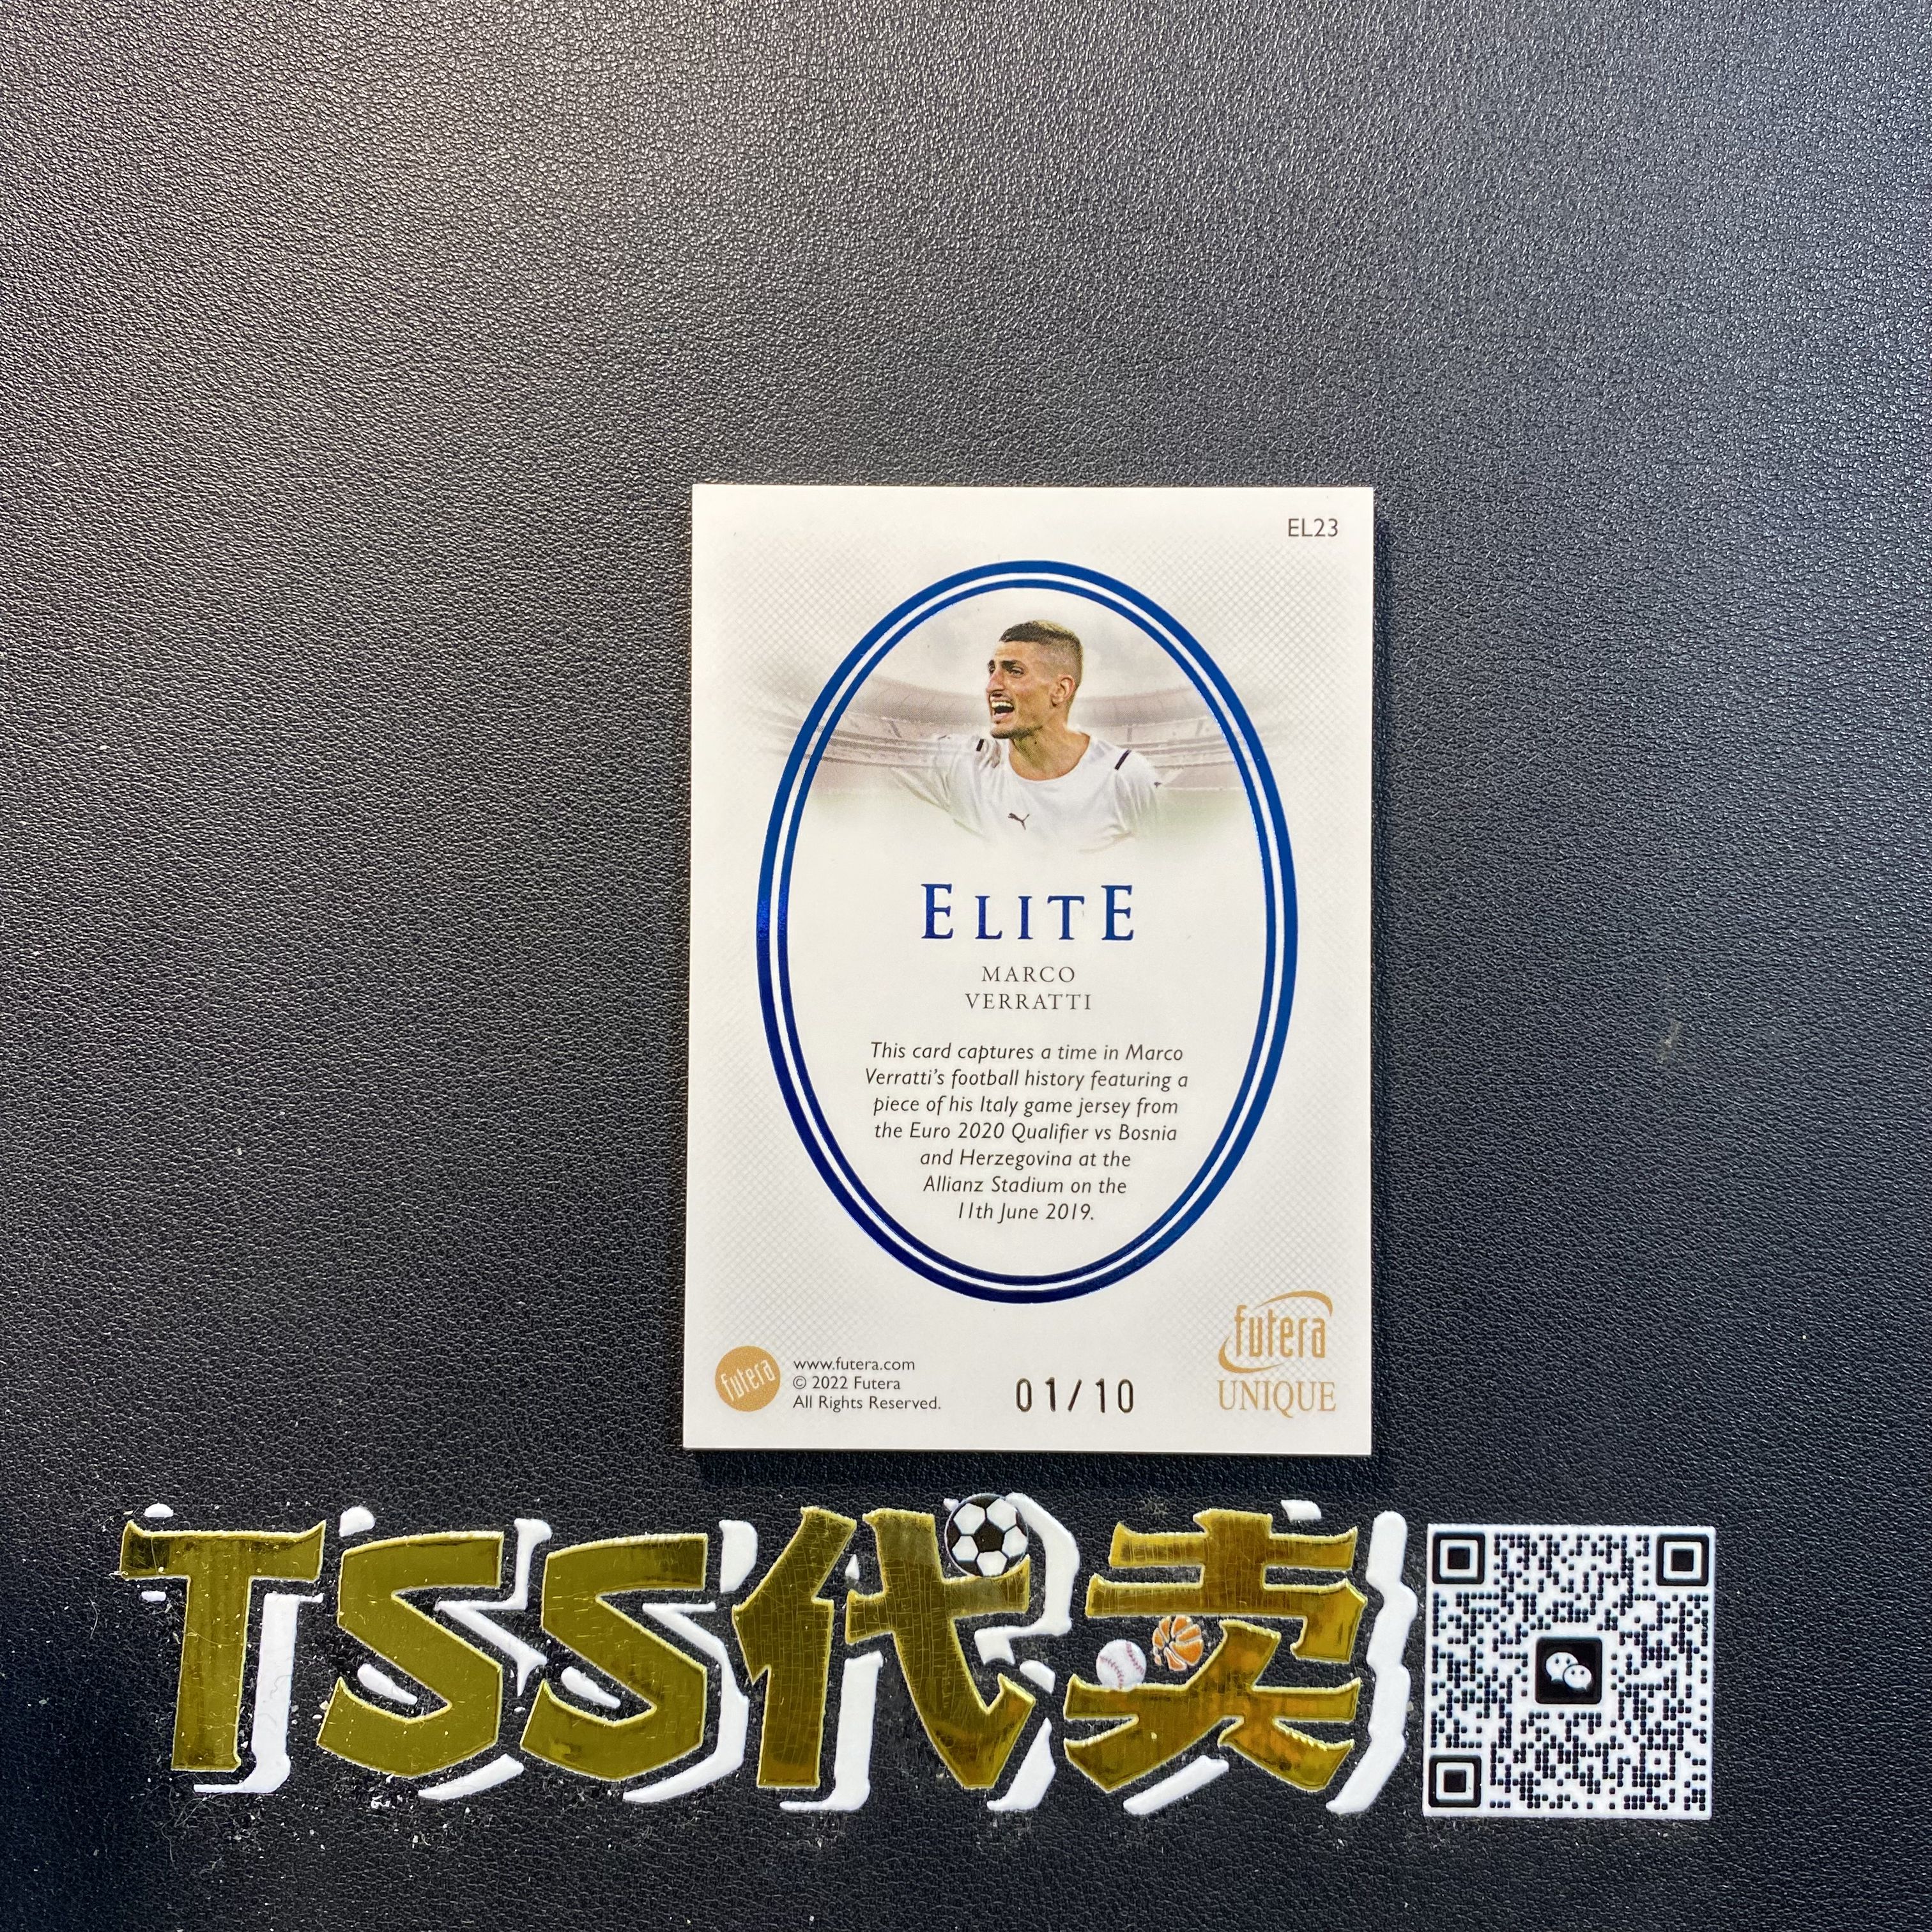 EL23
ELITE
MARCO
VERRATTI
This card captures a time in Marco
Verratti's football history featuring a
piece of his Italy game jersey from
the Euro 2020 Qualifier vs Bosnia
and Herzegovina at the
Allianz Stadium on the
11th June 2019.
futera
www.futera.com
© 2022 Futera
All Rights Reserved.
01/10
futera
UNIQUE
TSS代卖